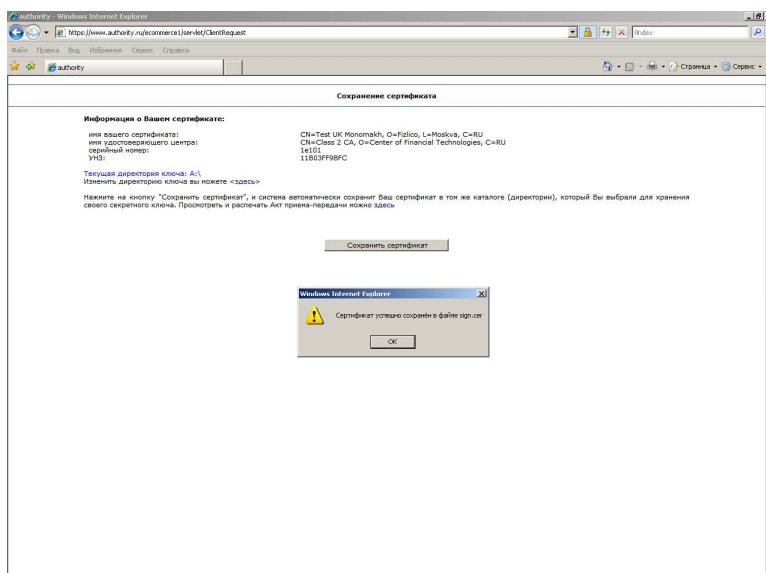 authority - Windows Internet Explorer
https://www.authority.ru/ecommerce1/servlet/ClientRequest
Яndex
Файл Правка Вид Избранное Сервис Справка
authority
Страница
Сервис
Сохранение сертификата
Информация о Вашем сертификате:
имя вашего сертификата: CN=Test UK Monomakh, O=Fizlico, L=Moskva, C=RU
имя удостоверяющего центра: CN=Class 2 CA, O=Center of Financial Technologies, C=RU
серийный номер: 1e101
УНЗ: 11B03FF9BFC
Текущая директория ключа: A:\
Изменить директорию ключа вы можете <здесь>
Нажмите на кнопку "Сохранить сертификат", и система автоматически сохранит Ваш сертификат в том же каталоге (директории), который Вы выбрали для хранения
своего секретного ключа. Просмотреть и распечать Акт приема-передачи можно здесь
Сохранить сертификат
Windows Internet Explorer
Сертификат успешно сохранён в файле sign.cer
OK